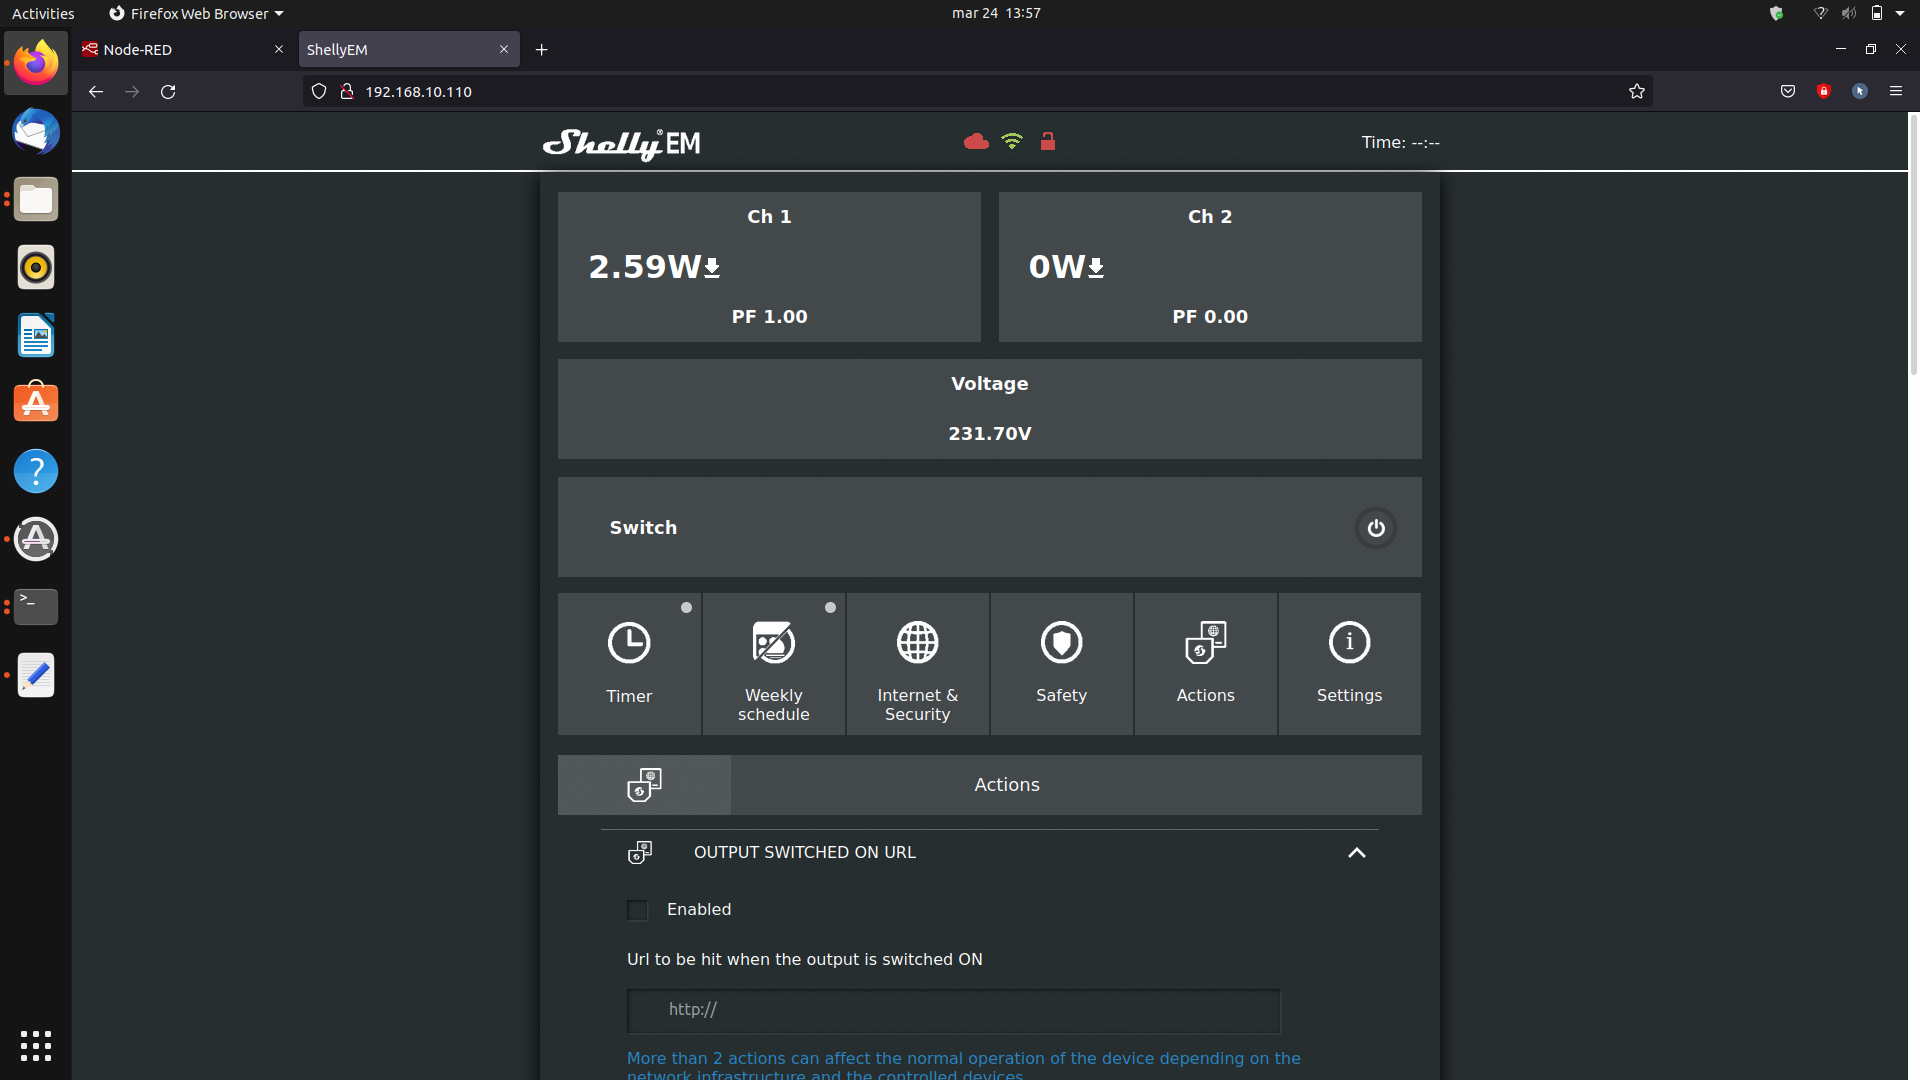 Activities
Firefox Web Browser
mar 24 13:57
Node-RED
ShellyEM
192.168.10.110
Shelly® EM
Time: --:--
Ch 1
2.59W
PF 1.00
Ch 2
0W
PF 0.00
Voltage
231.70V
Switch
Timer
Weekly
schedule
Internet &
Security
Safety
Actions
Settings
Actions
OUTPUT SWITCHED ON URL
Enabled
Url to be hit when the output is switched ON
http://
More than 2 actions can affect the normal operation of the device depending on the
network infrastructure and the controlled devices